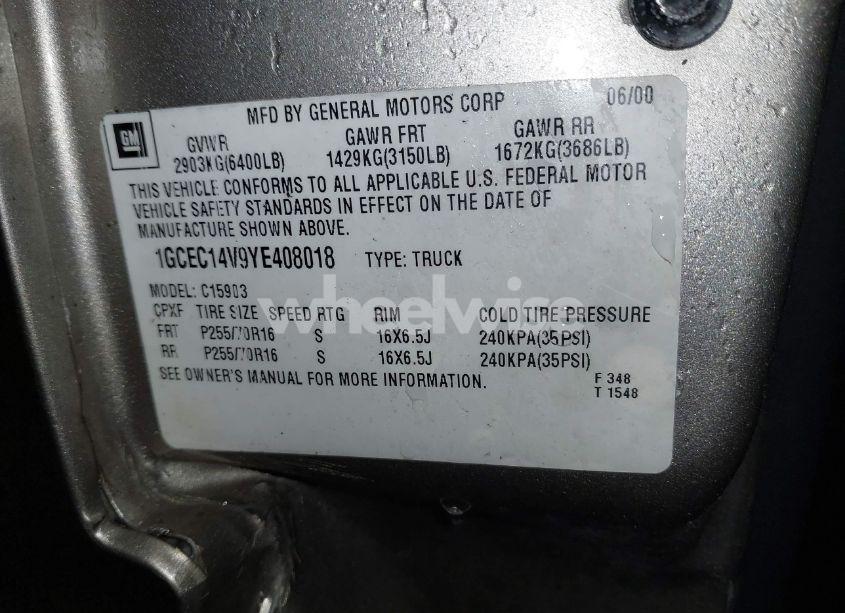 MFD BY GENERAL MOTORS CORP 06/00
GM
GVWR GAWR FRT GAWR RR
2903KG(6400LB) 1429KG(3150LB) 1672KG(3686LB)
THIS VEHICLE CONFORMS TO ALL APPLICABLE U.S. FEDERAL MOTOR
VEHICLE SAFETY STANDARDS IN EFFECT ON THE DATE OF
MANUFACTURE SHOWN ABOVE.
1GCEC14V9YE408018 TYPE: TRUCK
MODEL: C15903
wheelwise
CPXF TIRE SIZE SPEED RTG RIM COLD TIRE PRESSURE
FRT P255/70R16 S 16X6.5J 240KPA(35PSI)
RR P255/70R16 S 16X6.5J 240KPA(35PSI)
SEE OWNER'S MANUAL FOR MORE INFORMATION.
F 348
T 1548